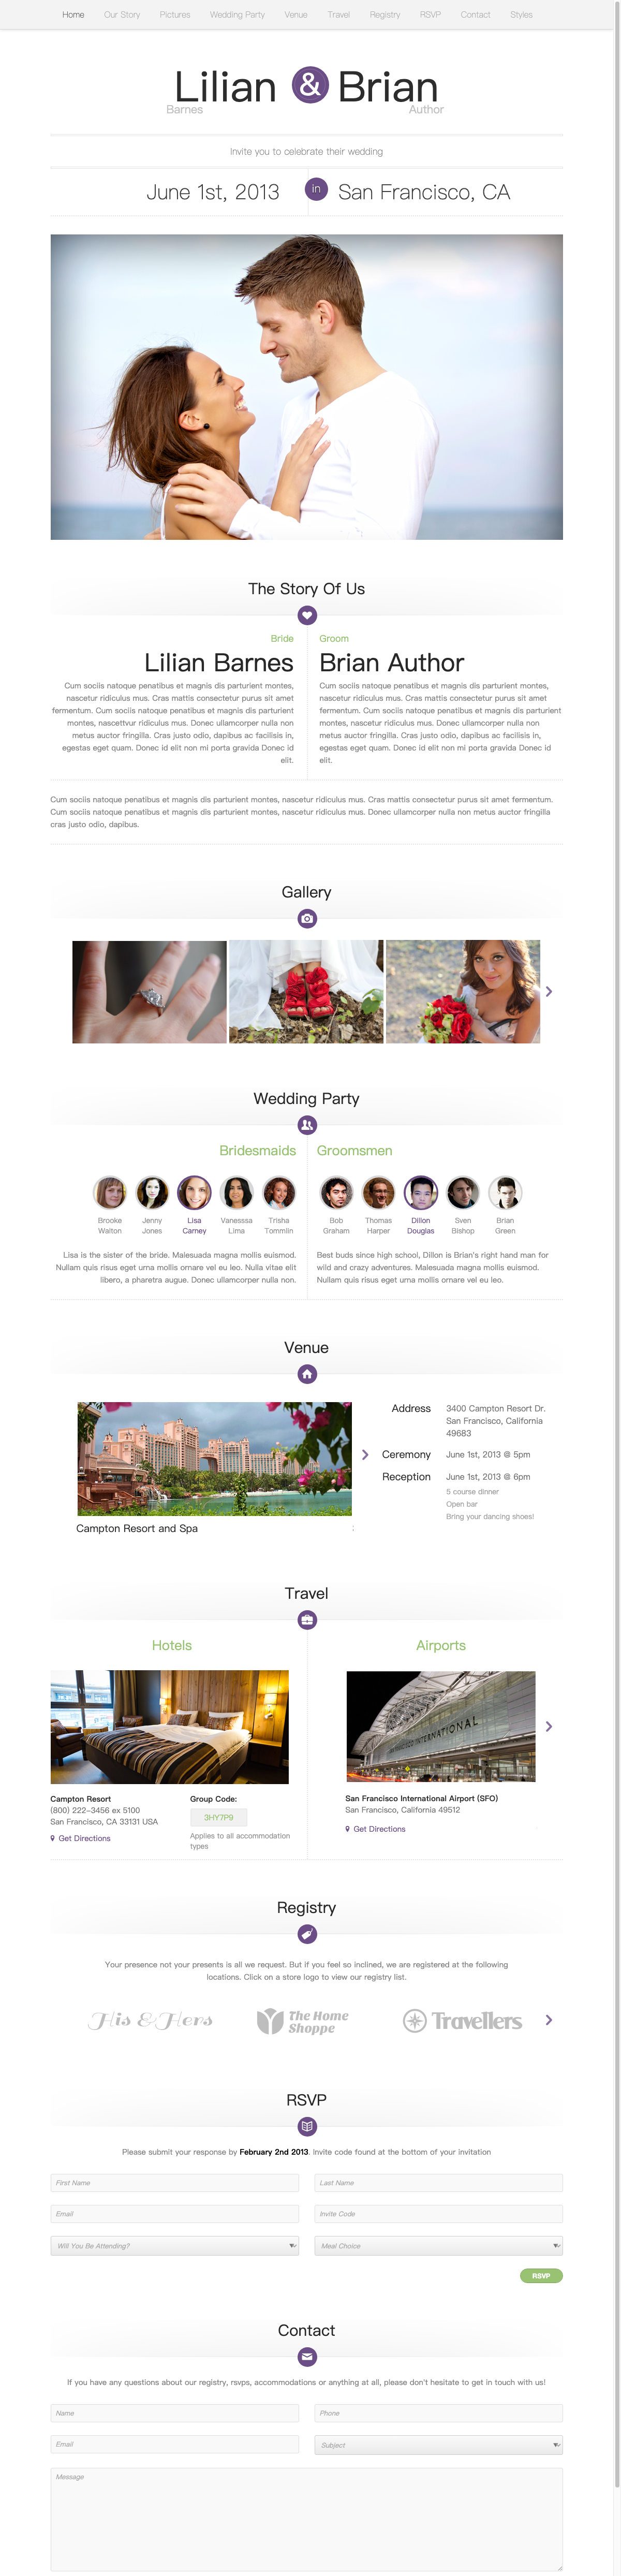 Home Our Story Pictures Wedding Party Venue Travel Registry RSVP Contact Styles
Lilian & Brian
Barnes Author
Invite you to celebrate their wedding
June 1st, 2013 in San Francisco, CA
The Story Of Us
Bride
Lilian Barnes
Cum sociis natoque penatibus et magnis dis parturient montes,
nascetur ridiculus mus. Cras mattis consectetur purus sit amet
fermentum. Cum sociis natoque penatibus et magnis dis parturient
montes, nascettvur ridiculus mus. Donec ullamcorper nulla non
metus auctor fringilla. Cras justo odio, dapibus ac facilisis in,
egestas eget quam. Donec id elit non mi porta gravida Donec id
elit.
Groom
Brian Author
Cum sociis natoque penatibus et magnis dis parturient montes,
nascetur ridiculus mus. Cras mattis consectetur purus sit amet
fermentum. Cum sociis natoque penatibus et magnis dis parturient
montes, nascetur ridiculus mus. Donec ullamcorper nulla non
metus auctor fringilla. Cras justo odio, dapibus ac facilisis in,
egestas eget quam. Donec id elit non mi porta gravida Donec id
elit.
Cum sociis natoque penatibus et magnis dis parturient montes, nascetur ridiculus mus. Cras mattis consectetur purus sit amet fermentum.
Cum sociis natoque penatibus et magnis dis parturient montes, nascetur ridiculus mus. Donec ullamcorper nulla non metus auctor fringilla
cras justo odio, dapibus.
Gallery
Wedding Party
Bridesmaids
Brooke Walton
Jenny Jones
Lisa Carney
Vanesssa Lima
Trisha Tommlin
Lisa is the sister of the bride. Malesuada magna mollis euismod.
Nullam quis risus eget urna mollis ornare vel eu leo. Nulla vitae elit
libero, a pharetra augue. Donec ullamcorper nulla non.
Groomsmen
Bob Graham
Thomas Harper
Dillon Douglas
Sven Bishop
Brian Green
Best buds since high school, Dillon is Brian's right hand man for
wild and crazy adventures. Malesuada magna mollis euismod.
Nullam quis risus eget urna mollis ornare vel eu leo.
Venue
Campton Resort and Spa
Address 3400 Campton Resort Dr.
San Francisco, California
49683
Ceremony June 1st, 2013 @ 5pm
Reception June 1st, 2013 @ 6pm
5 course dinner
Open bar
Bring your dancing shoes!
Travel
Hotels
Campton Resort
(800) 222-3456 ex 5100
San Francisco, CA 33131 USA
Get Directions
Group Code:
3HY7P9
Applies to all accommodation
types
Airports
INTERNATIONAL
San Francisco International Airport (SFO)
San Francisco, California 49512
Get Directions
Registry
Your presence not your presents is all we request. But if you feel so inclined, we are registered at the following
locations. Click on a store logo to view our registry list.
His & Hers
The Home
Shoppe
Travellers
RSVP
Please submit your response by February 2nd 2013. Invite code found at the bottom of your invitation
First Name Last Name
Email Invite Code
Will You Be Attending? Meal Choice
RSVP
Contact
If you have any questions about our registry, rsvps, accommodations or anything at all, please don't hesitate to get in touch with us!
Name Phone
Email Subject
Message